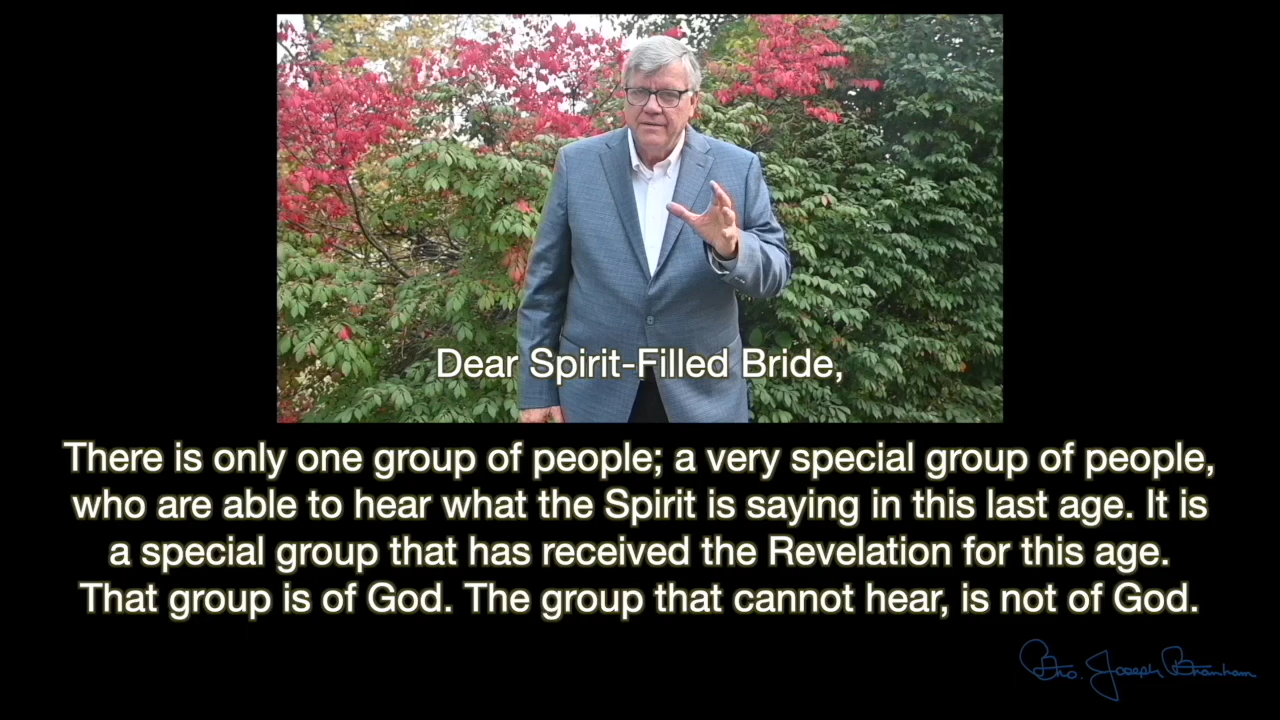 Dear Spirit-Filled Bride,
There is only one group of people; a very special group of people,
who are able to hear what the Spirit is saying in this last age. It is
a special group that has received the Revelation for this age.
That group is of God. The group that cannot hear, is not of God.
Bro. Joseph Branham